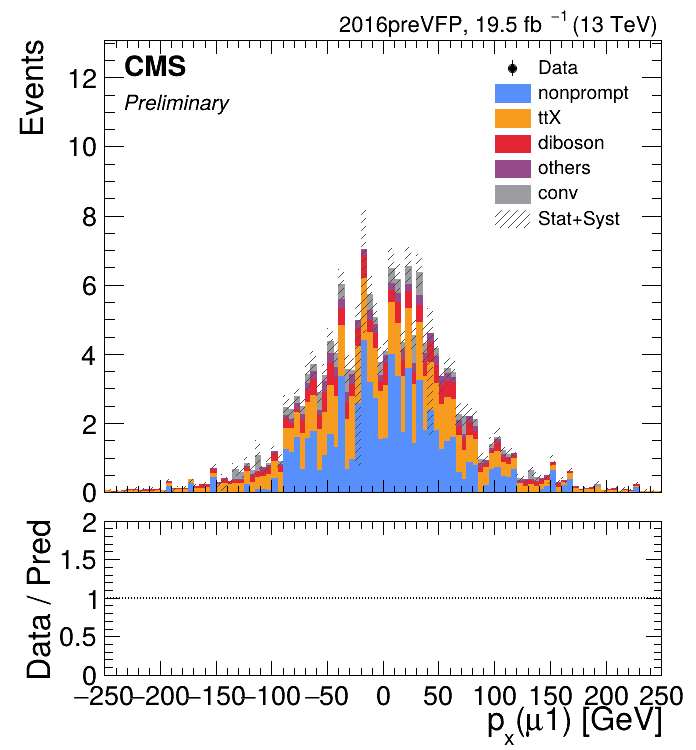 2016preVFP, 19.5 fb⁻¹ (13 TeV)
CMS
Preliminary
Events
Data
nonprompt
ttX
diboson
others
conv
Stat+Syst
12
10
8
6
4
2
0
Data / Pred
2
1.5
1
0.5
0
−250 −200 −150 −100 −50 0 50 100 150 200 250
pₓ(μ1) [GeV]